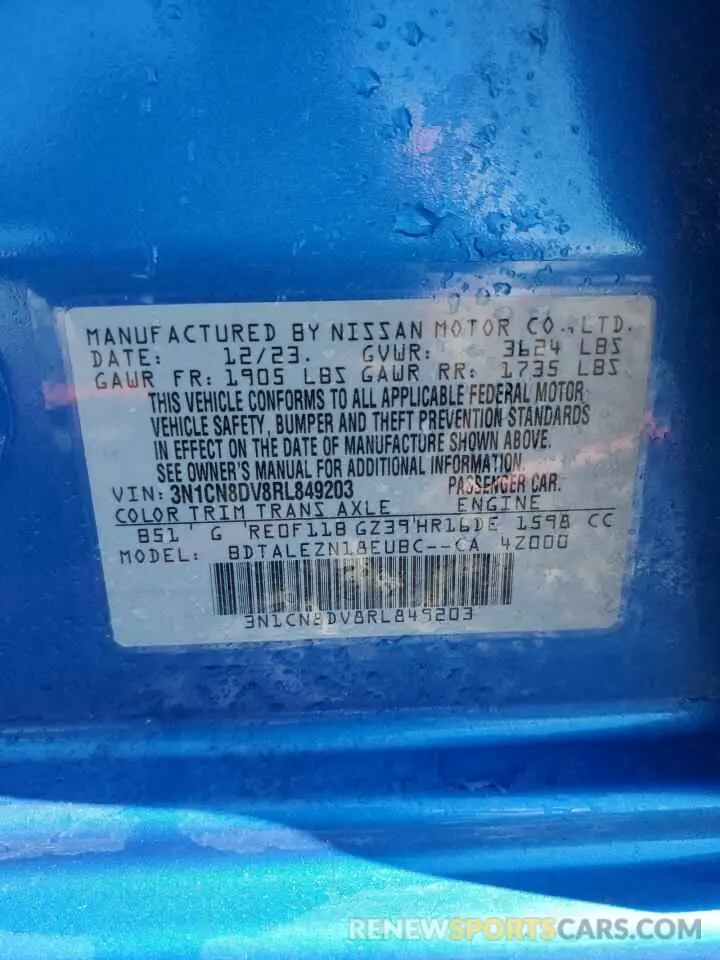 MANUFACTURED BY NISSAN MOTOR CO., LTD.
DATE: 12/23. GVWR: 3624 LBS
GAWR FR: 1905 LBS GAWR RR: 1735 LBS
THIS VEHICLE CONFORMS TO ALL APPLICABLE FEDERAL MOTOR
VEHICLE SAFETY, BUMPER AND THEFT PREVENTION STANDARDS
IN EFFECT ON THE DATE OF MANUFACTURE SHOWN ABOVE.
SEE OWNER'S MANUAL FOR ADDITIONAL INFORMATION.
VIN: 3N1CN8DV8RL849203 PASSENGER CAR.
COLOR TRIM TRANS AXLE ENGINE
B51 G RE0F11B GZ39 HR16DE 1598 CC
MODEL: BDTALEZN18EUBC--CA 4Z000
3N1CN8DV8RL849203
RENEWSPORTSCARS.COM